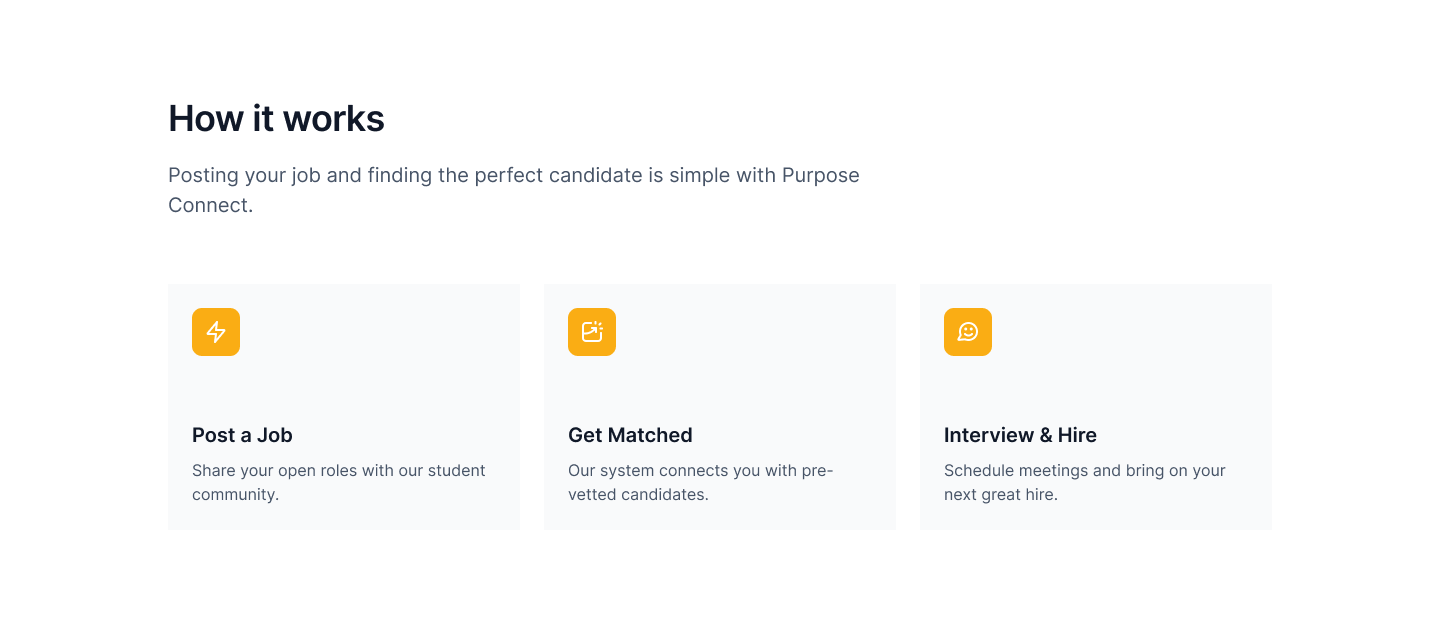 How it works
Posting your job and finding the perfect candidate is simple with Purpose
Connect.
Post a Job
Share your open roles with our student
community.
Get Matched
Our system connects you with pre-
vetted candidates.
Interview & Hire
Schedule meetings and bring on your
next great hire.